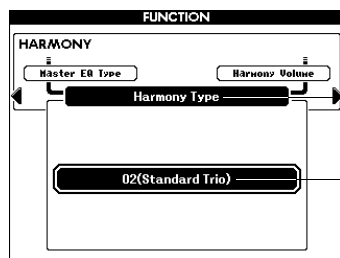 FUNCTION
HARMONY
Master EQ Type
Harmony Volume
Harmony Type
02(Standard Trio)